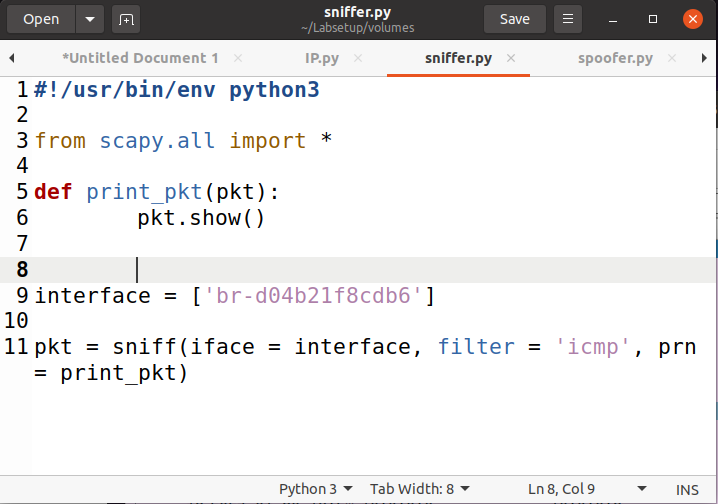 Open
sniffer.py
~/Labsetup/volumes
Save
*Untitled Document 1
IP.py
sniffer.py
spoofer.py
1 #!/usr/bin/env python3
2
3 from scapy.all import *
4
5 def print_pkt(pkt):
6 pkt.show()
7
8
9 interface = ['br-d04b21f8cdb6']
10
11 pkt = sniff(iface = interface, filter = 'icmp', prn
= print_pkt)
Python 3
Tab Width: 8
Ln 8, Col 9
INS